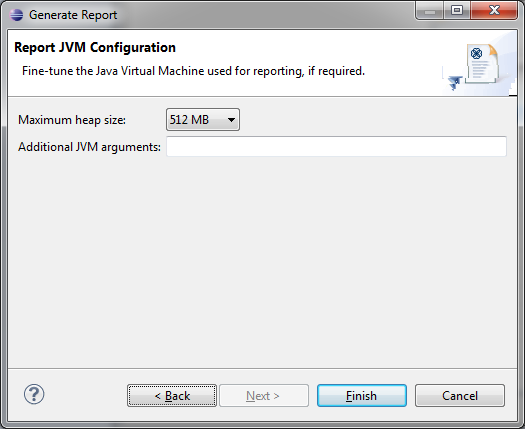 Generate Report
Report JVM Configuration
Fine-tune the Java Virtual Machine used for reporting, if required.
Maximum heap size: 512 MB
Additional JVM arguments:
? < Back Next > Finish Cancel